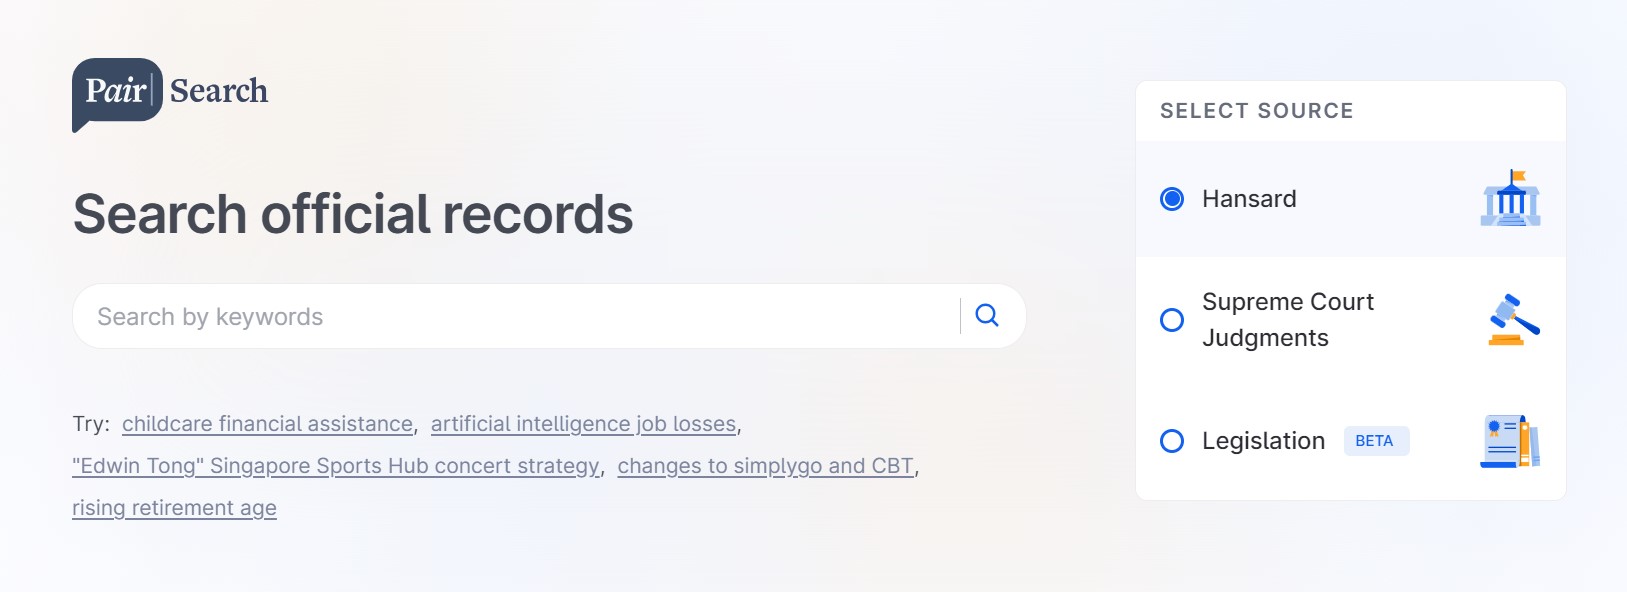 Pair Search
Search official records
Search by keywords
Try: childcare financial assistance, artificial intelligence job losses,
"Edwin Tong" Singapore Sports Hub concert strategy, changes to simplygo and CBT,
rising retirement age
SELECT SOURCE
Hansard
Supreme Court
Judgments
Legislation BETA